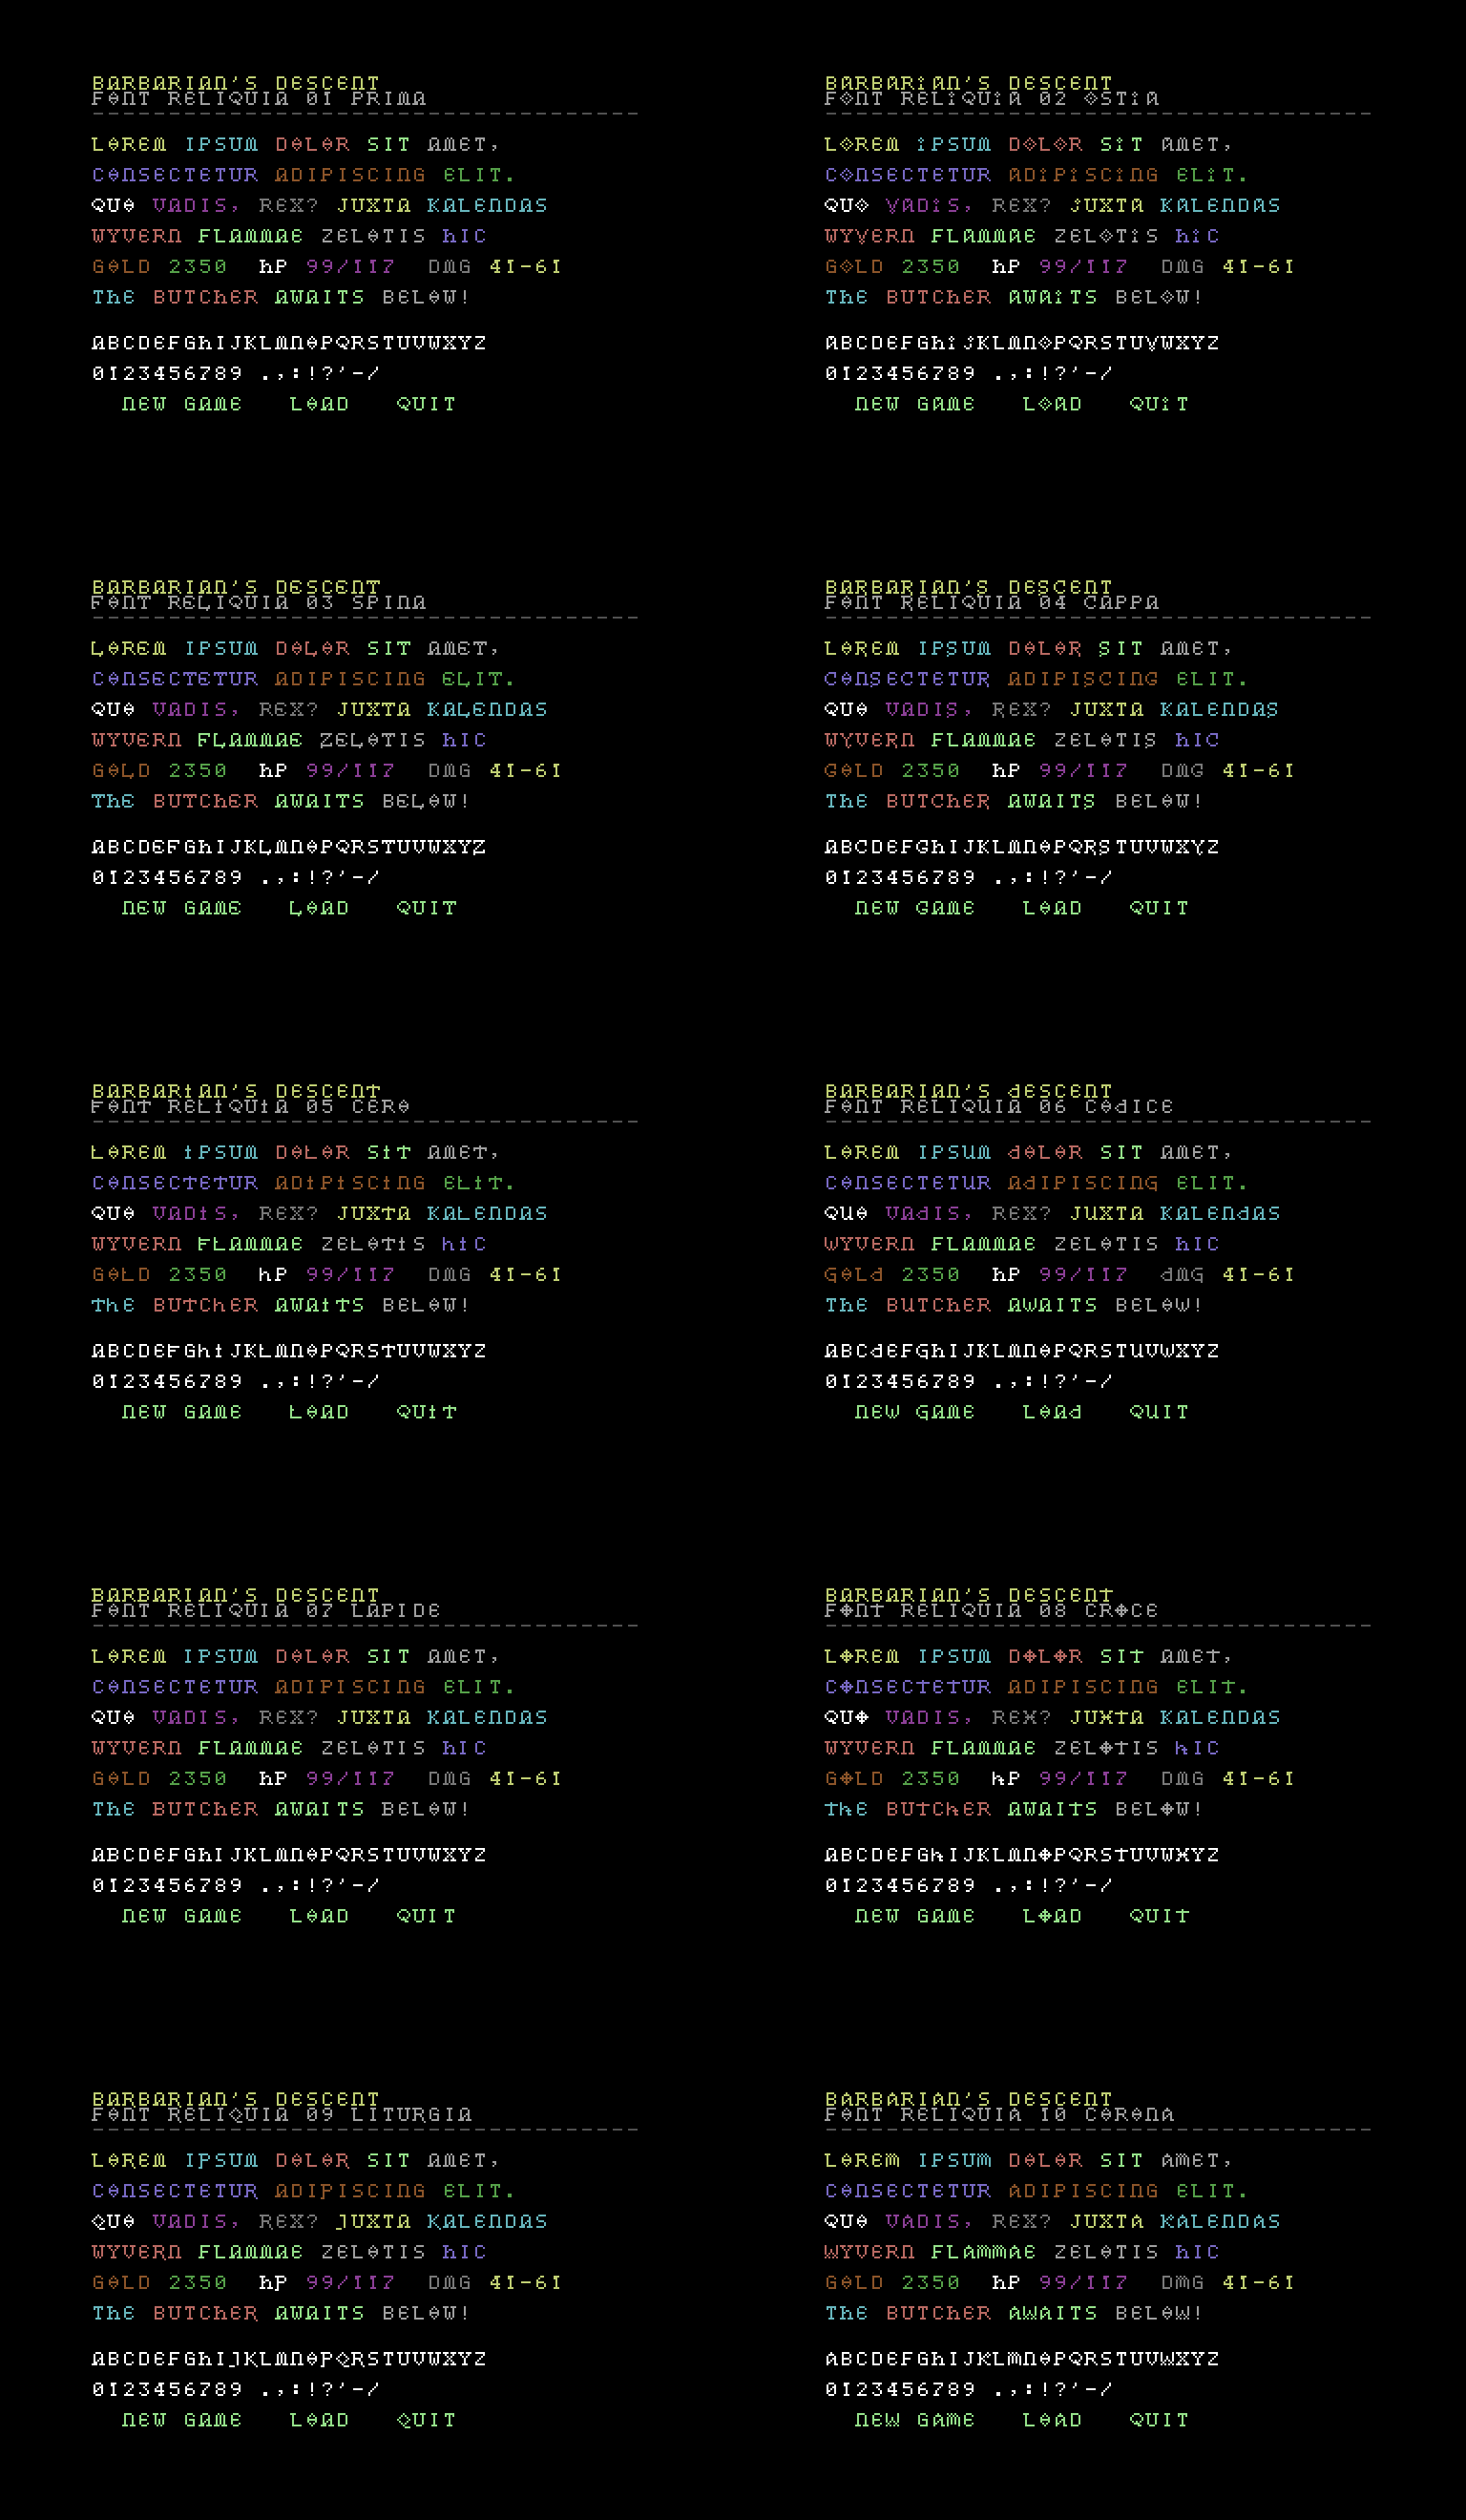 BARBARIAN'S DESCENT
FONT RELIQUIA 01 PRIMA
------------------------------------
LOREM IPSUM DOLOR SIT AMET,
CONSECTETUR ADIPISCING ELIT.
QUO VADIS, REX? JUXTA KALENDAS
WYVERN FLAMMAE ZELOTIS hIC
GOLD 2350 hP 99/117 DMG 41-61
ThE BUTChER AWAITS BELOW!
ABCDEFGhIJKLMNOPQRSTUVWXYZ
0123456789 .,:!?'-/
NEW GAME LOAD QUIT
BARBARiAN'S DESCENT
FONT RELiQUiA 02 OSTiA
------------------------------------
LOREM iPSUM DOLOR SiT AMET,
CONSECTETUR ADiPiSCiNG ELiT.
QUO VADiS, REX? jUXTA KALENDAS
WYVERN FLAMMAE ZELOTiS hiC
GOLD 2350 hP 99/117 DMG 41-61
ThE BUTChER AWAiTS BELOW!
ABCDEFGhijKLMNOPQRSTUVWXYZ
0123456789 .,:!?'-/
NEW GAME LOAD QUiT
BARBARIAN'S DESCENT
FONT RELIQUIA 03 SPINA
------------------------------------
LOREM IPSUM DOLOR SIT AMET,
CONSECTETUR ADIPISCING ELIT.
QUO VADIS, REX? JUXTA KALENDAS
WYVERN FLAMMAE ZELOTIS hIC
GOLD 2350 hP 99/117 DMG 41-61
ThE BUTChER AWAITS BELOW!
ABCDEFGhIJKLMNOPQRSTUVWXYZ
0123456789 .,:!?'-/
NEW GAME LOAD QUIT
BARBARIAN'S DESCENT
FONT RELIQUIA 04 CAPPA
------------------------------------
LOREM IPSUM DOLOR SIT AMET,
CONSECTETUR ADIPISCING ELIT.
QUO VADIS, REX? JUXTA KALENDAS
WYVERN FLAMMAE ZELOTIS hIC
GOLD 2350 hP 99/117 DMG 41-61
ThE BUTChER AWAITS BELOW!
ABCDEFGhIJKLMNOPQRSTUVWXYZ
0123456789 .,:!?'-/
NEW GAME LOAD QUIT
BARBARIAN'S DESCENT
FONT RELIQUIA 05 CERO
------------------------------------
LOREM IPSUM DOLOR SIT AMET,
CONSECTETUR ADIPISCING ELIT.
QUO VADIS, REX? JUXTA KALENDAS
WYVERN FLAMMAE ZELOTIS hIC
GOLD 2350 hP 99/117 DMG 41-61
ThE BUTChER AWAITS BELOW!
ABCDEFGhIJKLMNOPQRSTUVWXYZ
0123456789 .,:!?'-/
NEW GAME LOAD QUIT
BARBARIAN'S dESCENT
FONT RELIQUIA 06 COdICE
------------------------------------
LOREM IPSUM dOLOR SIT AMET,
CONSECTETUR AdIPISCING ELIT.
QUO VAdIS, REX? JUXTA KALENdAS
WYVERN FLAMMAE ZELOTIS hIC
GOLd 2350 hP 99/117 dMG 41-61
ThE BUTChER AWAITS BELOW!
ABCdEFGhIJKLMNOPQRSTUVWXYZ
0123456789 .,:!?'-/
NEW GAME LOAd QUIT
BARBARIAN'S DESCENT
FONT RELIQUIA 07 LAPIDE
------------------------------------
LOREM IPSUM DOLOR SIT AMET,
CONSECTETUR ADIPISCING ELIT.
QUO VADIS, REX? JUXTA KALENDAS
WYVERN FLAMMAE ZELOTIS hIC
GOLD 2350 hP 99/117 DMG 41-61
ThE BUTChER AWAITS BELOW!
ABCDEFGhIJKLMNOPQRSTUVWXYZ
0123456789 .,:!?'-/
NEW GAME LOAD QUIT
BARBARIAN'S DESCENT
FONT RELIQUIA 08 CROCE
------------------------------------
LOREM IPSUM DOLOR SIT AMET,
CONSECTETUR ADIPISCING ELIT.
QUO VADIS, REX? JUXTA KALENDAS
WYVERN FLAMMAE ZELOTIS hIC
GOLD 2350 hP 99/117 DMG 41-61
ThE BUTChER AWAITS BELOW!
ABCDEFGhIJKLMNOPQRSTUVWXYZ
0123456789 .,:!?'-/
NEW GAME LOAD QUIT
BARBARIAN'S DESCENT
FONT RELIQUIA 09 LITURGIA
------------------------------------
LOREM IPSUM DOLOR SIT AMET,
CONSECTETUR ADIPISCING ELIT.
QUO VADIS, REX? JUXTA KALENDAS
WYVERN FLAMMAE ZELOTIS hIC
GOLD 2350 hP 99/117 DMG 41-61
ThE BUTChER AWAITS BELOW!
ABCDEFGhIJKLMNOPQRSTUVWXYZ
0123456789 .,:!?'-/
NEW GAME LOAD QUIT
BARBARIAN'S DESCENT
FONT RELIQUIA 10 CORONA
------------------------------------
LOREM IPSUM DOLOR SIT AMET,
CONSECTETUR ADIPISCING ELIT.
QUO VADIS, REX? JUXTA KALENDAS
WYVERN FLAMMAE ZELOTIS hIC
GOLD 2350 hP 99/117 DMG 41-61
ThE BUTChER AWAITS BELOW!
ABCDEFGhIJKLMNOPQRSTUVWXYZ
0123456789 .,:!?'-/
NEW GAME LOAD QUIT